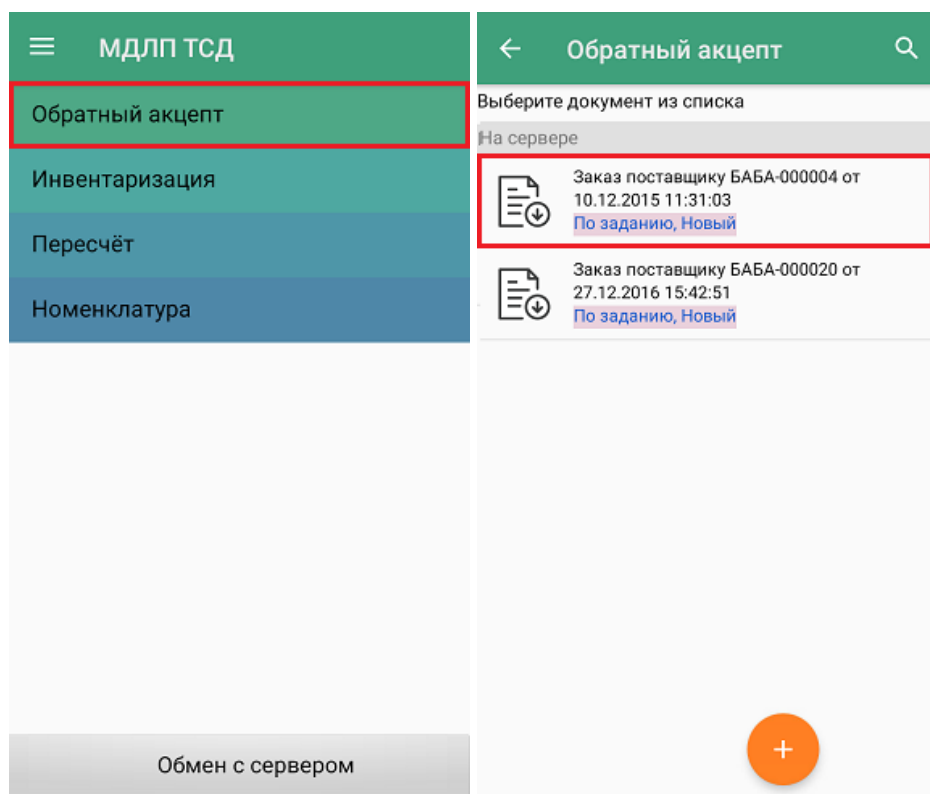 МДЛП ТСД
Обратный акцепт
Инвентаризация
Пересчёт
Номенклатура
Обмен с сервером
Обратный акцепт
Выберите документ из списка
На сервере
Заказ поставщику БАБА-000004 от
10.12.2015 11:31:03
По заданию, Новый
Заказ поставщику БАБА-000020 от
27.12.2016 15:42:51
По заданию, Новый
+